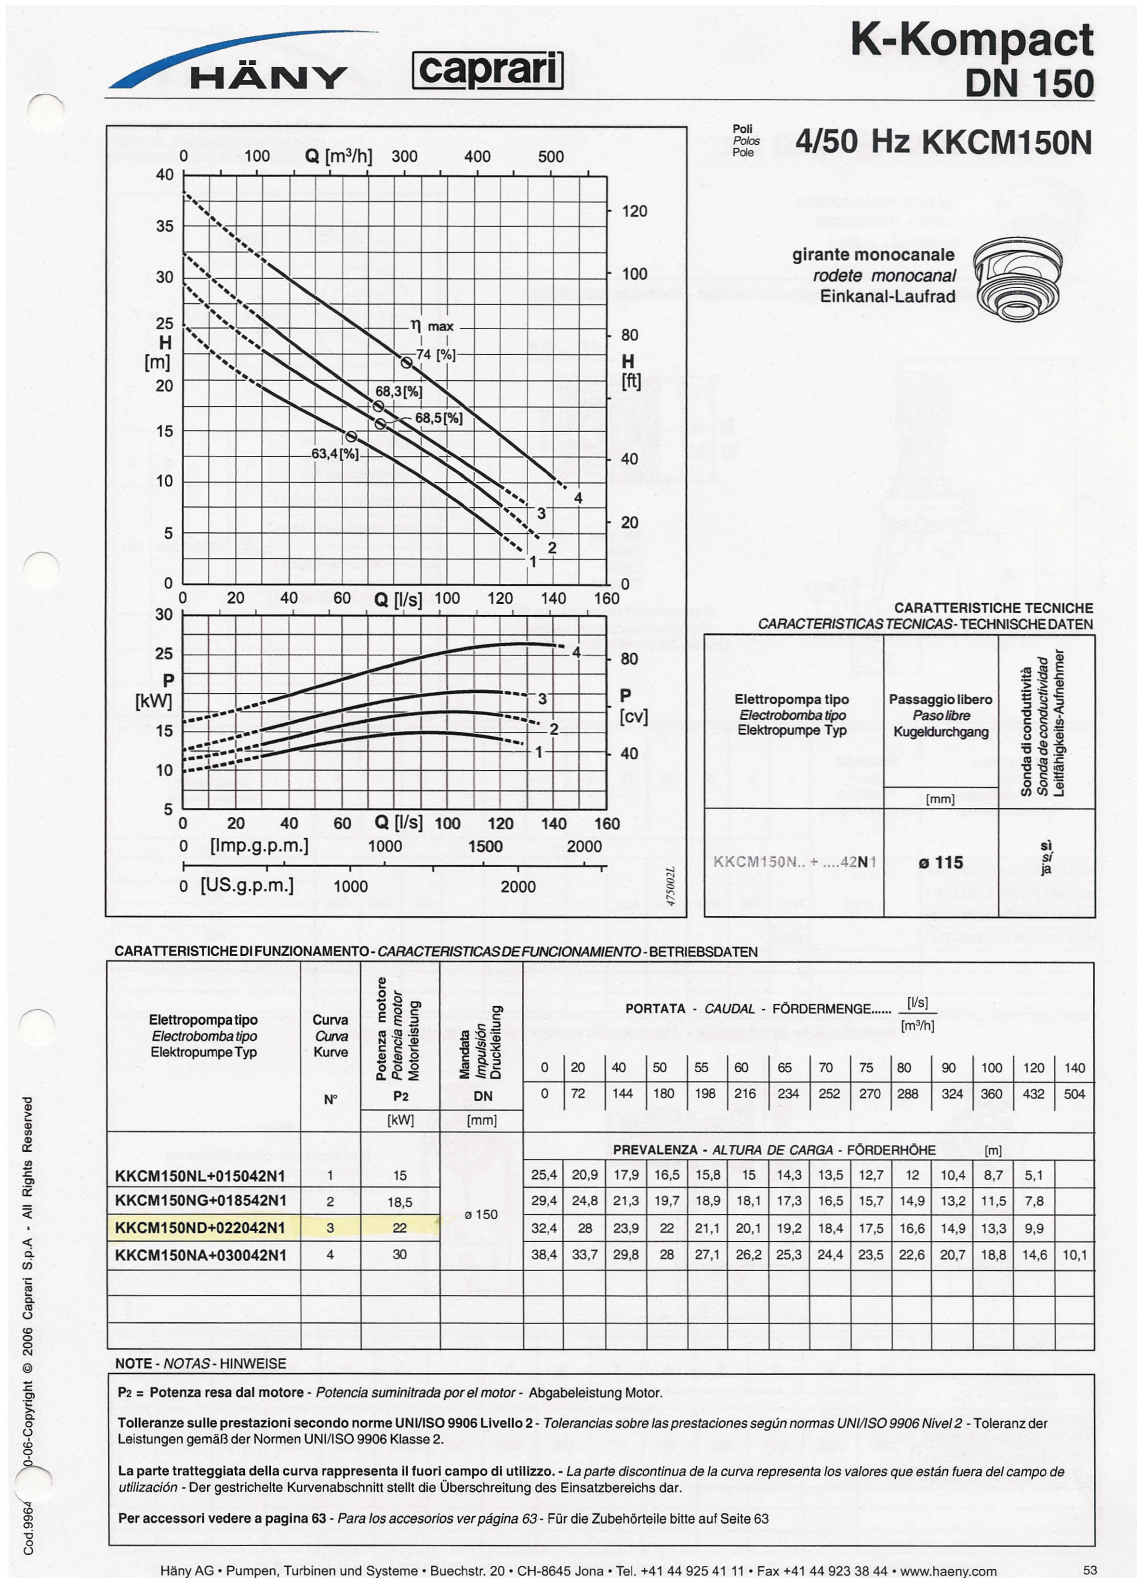 HÄNY
caprari
K-Kompact
DN 150
Poli
Polos
Pole
4/50 Hz KKCM150N
girante monocanale
rodete monocanal
Einkanal-Laufrad
0 100 Q [m³/h] 300 400 500
40
35
30
25
H
[m]
20
15
10
5
0
120
100
80
H
[ft]
40
20
0
η max
74 [%]
68,3[%]
68,5[%]
63,4[%]
4
3
2
1
0 20 40 60 Q [l/s] 100 120 140 160
30
25
P
[kW]
15
10
5
80
P
[cv]
40
4
3
2
1
0 20 40 60 Q [l/s] 100 120 140 160
0 [Imp.g.p.m.] 1000 1500 2000
0 [US.g.p.m.] 1000 2000
475002L
CARATTERISTICHE TECNICHE
CARACTERISTICAS TECNICAS - TECHNISCHE DATEN
Elettropompa tipo
Electrobomba tipo
Elektropumpe Typ
Passaggio libero
Paso libre
Kugeldurchgang
[mm]
Sonda di conduttività
Sonda de conductividad
Leitfähigkeits-Aufnehmer
KKCM150N.. + ....42N1
ø 115
sì
sí
ja
CARATTERISTICHE DI FUNZIONAMENTO - CARACTERISTICAS DE FUNCIONAMIENTO - BETRIEBSDATEN
Elettropompa tipo
Electrobomba tipo
Elektropumpe Typ
Curva
Curva
Kurve
N°
Potenza motore
Potencia motor
Motorleistung
P2
[kW]
Mandata
Impulsión
Druckleitung
DN
[mm]
PORTATA - CAUDAL - FÖRDERMENGE...... [l/s]
[m³/h]
0 20 40 50 55 60 65 70 75 80 90 100 120 140
0 72 144 180 198 216 234 252 270 288 324 360 432 504
PREVALENZA - ALTURA DE CARGA - FÖRDERHÖHE [m]
KKCM150NL+015042N1 1 15 25,4 20,9 17,9 16,5 15,8 15 14,3 13,5 12,7 12 10,4 8,7 5,1
KKCM150NG+018542N1 2 18,5 29,4 24,8 21,3 19,7 18,9 18,1 17,3 16,5 15,7 14,9 13,2 11,5 7,8
ø 150
KKCM150ND+022042N1 3 22 32,4 28 23,9 22 21,1 20,1 19,2 18,4 17,5 16,6 14,9 13,3 9,9
KKCM150NA+030042N1 4 30 38,4 33,7 29,8 28 27,1 26,2 25,3 24,4 23,5 22,6 20,7 18,8 14,6 10,1
NOTE - NOTAS - HINWEISE
P2 = Potenza resa dal motore - Potencia suminitrada por el motor - Abgabeleistung Motor.
Tolleranze sulle prestazioni secondo norme UNI/ISO 9906 Livello 2 - Tolerancias sobre las prestaciones según normas UNI/ISO 9906 Nivel 2 - Toleranz der
Leistungen gemäß der Normen UNI/ISO 9906 Klasse 2.
La parte tratteggiata della curva rappresenta il fuori campo di utilizzo. - La parte discontinua de la curva representa los valores que están fuera del campo de
utilización - Der gestrichelte Kurvenabschnitt stellt die Überschreitung des Einsatzbereichs dar.
Per accessori vedere a pagina 63 - Para los accesorios ver página 63 - Für die Zubehörteile bitte auf Seite 63
Cod.9964 0-06-Copyright © 2006 Caprari S.p.A - All Rights Reserved
Häny AG • Pumpen, Turbinen und Systeme • Buechstr. 20 • CH-8645 Jona • Tel. +41 44 925 41 11 • Fax +41 44 923 38 44 • www.haeny.com 53